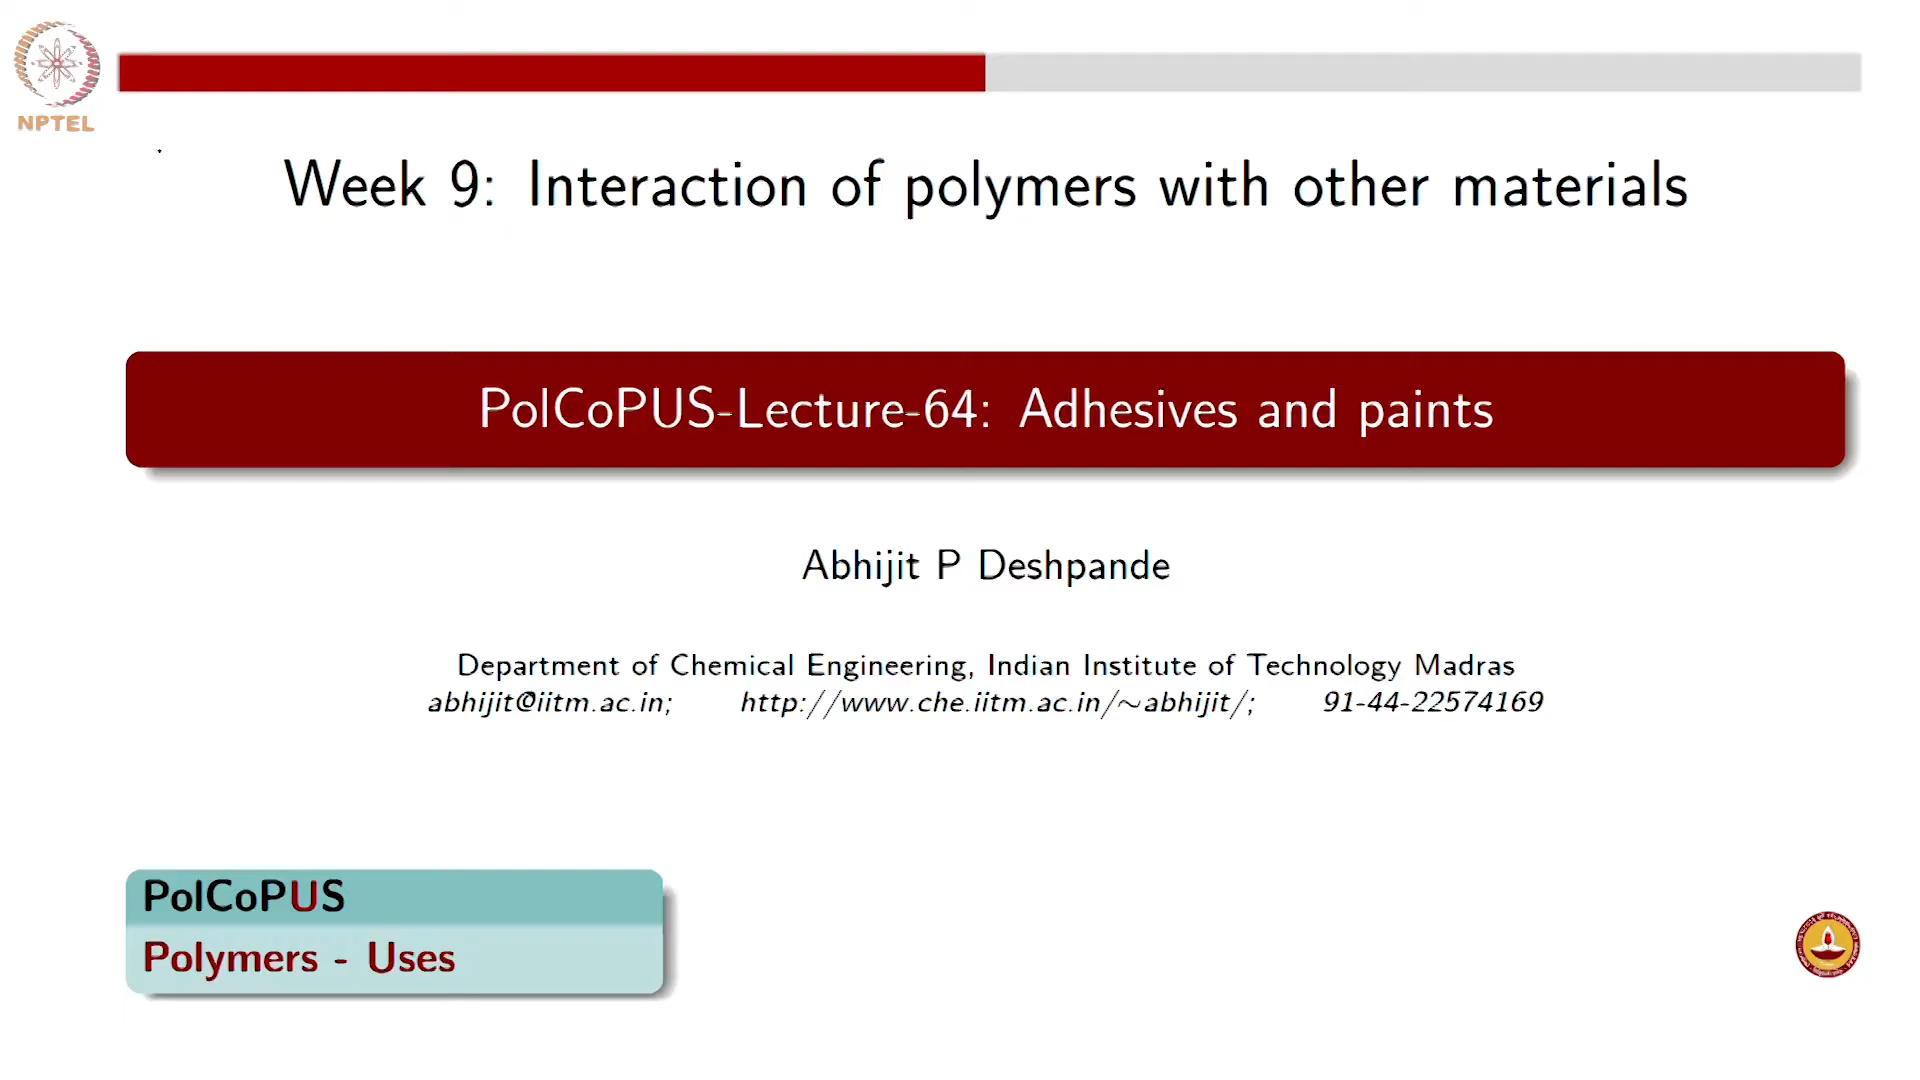 NPTEL
Week 9: Interaction of polymers with other materials
PolCoPUS-Lecture-64: Adhesives and paints
Abhijit P Deshpande
Department of Chemical Engineering, Indian Institute of Technology Madras
abhijit@iitm.ac.in; http://www.che.iitm.ac.in/~abhijit/; 91-44-22574169
PolCoPUS
Polymers - Uses